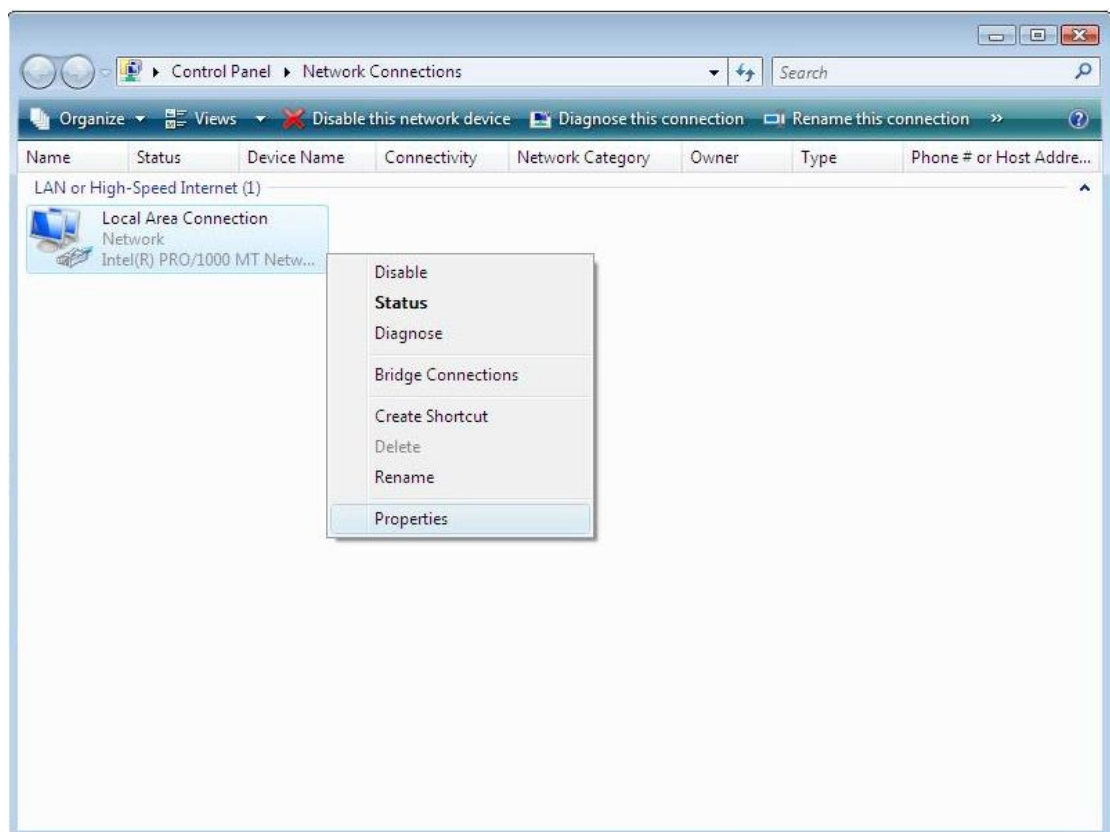 Control Panel Network Connections Search
Organize Views Disable this network device Diagnose this connection Rename this connection »
Name Status Device Name Connectivity Network Category Owner Type Phone # or Host Addre...
LAN or High-Speed Internet (1)
Local Area Connection
Network
Intel(R) PRO/1000 MT Netw...
Disable
Status
Diagnose
Bridge Connections
Create Shortcut
Delete
Rename
Properties